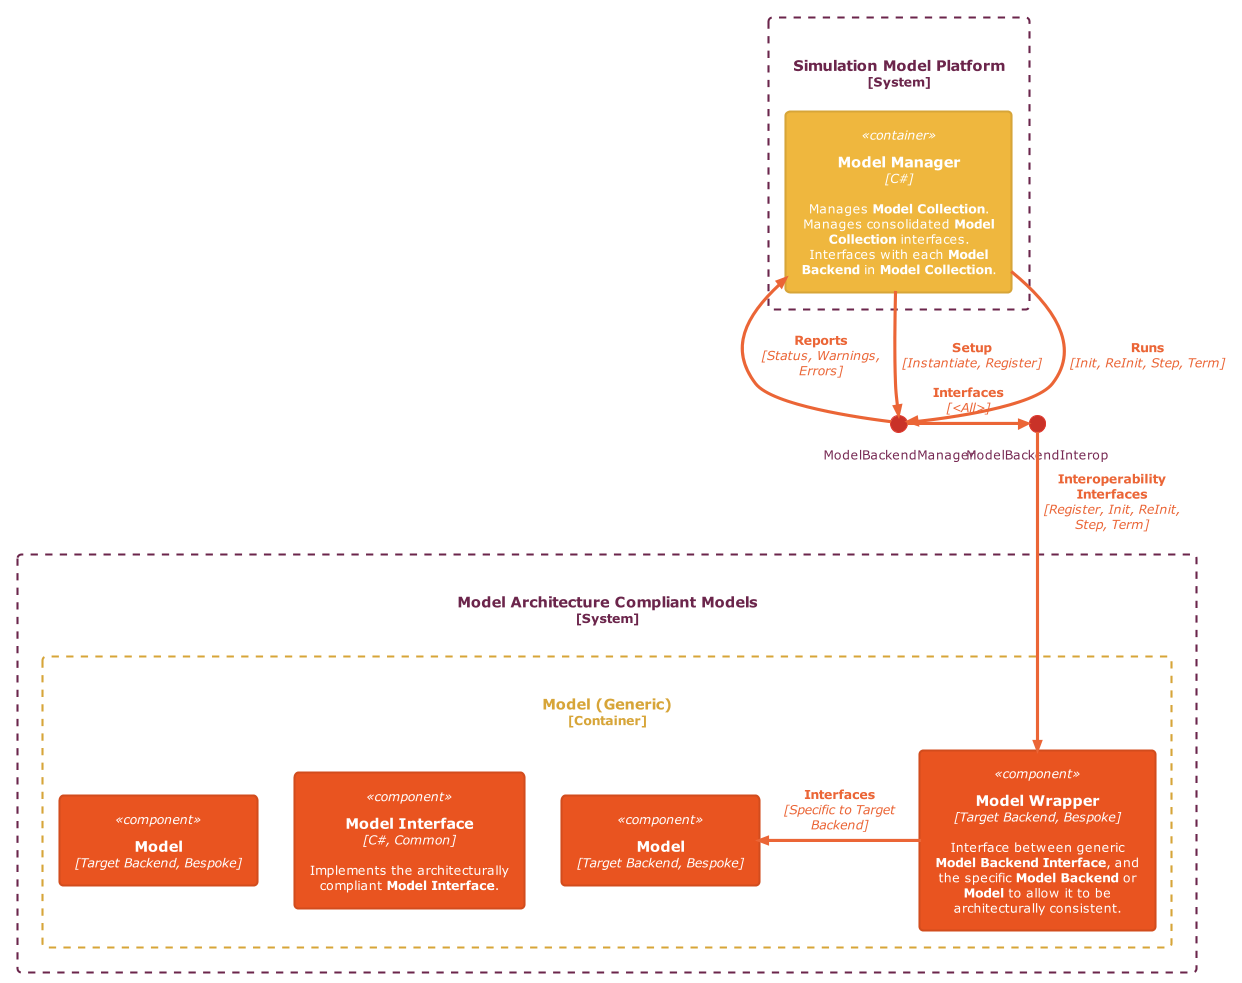 Simulation Model Platform
[System]
«container»
Model Manager
[C#]
Manages Model Collection.
Manages consolidated Model
Collection interfaces.
Interfaces with each Model
Backend in Model Collection.
Reports
[Status, Warnings,
Errors]
Setup
[Instantiate, Register]
Runs
[Init, ReInit, Step, Term]
Interfaces
[<All>]
ModelBackendManager
ModelBackendInterop
Interoperability
Interfaces
[Register, Init, ReInit,
Step, Term]
Model Architecture Compliant Models
[System]
Model (Generic)
[Container]
«component»
Model
[Target Backend, Bespoke]
«component»
Model Interface
[C#, Common]
Implements the architecturally
compliant Model Interface.
«component»
Model
[Target Backend, Bespoke]
Interfaces
[Specific to Target
Backend]
«component»
Model Wrapper
[Target Backend, Bespoke]
Interface between generic
Model Backend Interface, and
the specific Model Backend or
Model to allow it to be
architecturally consistent.